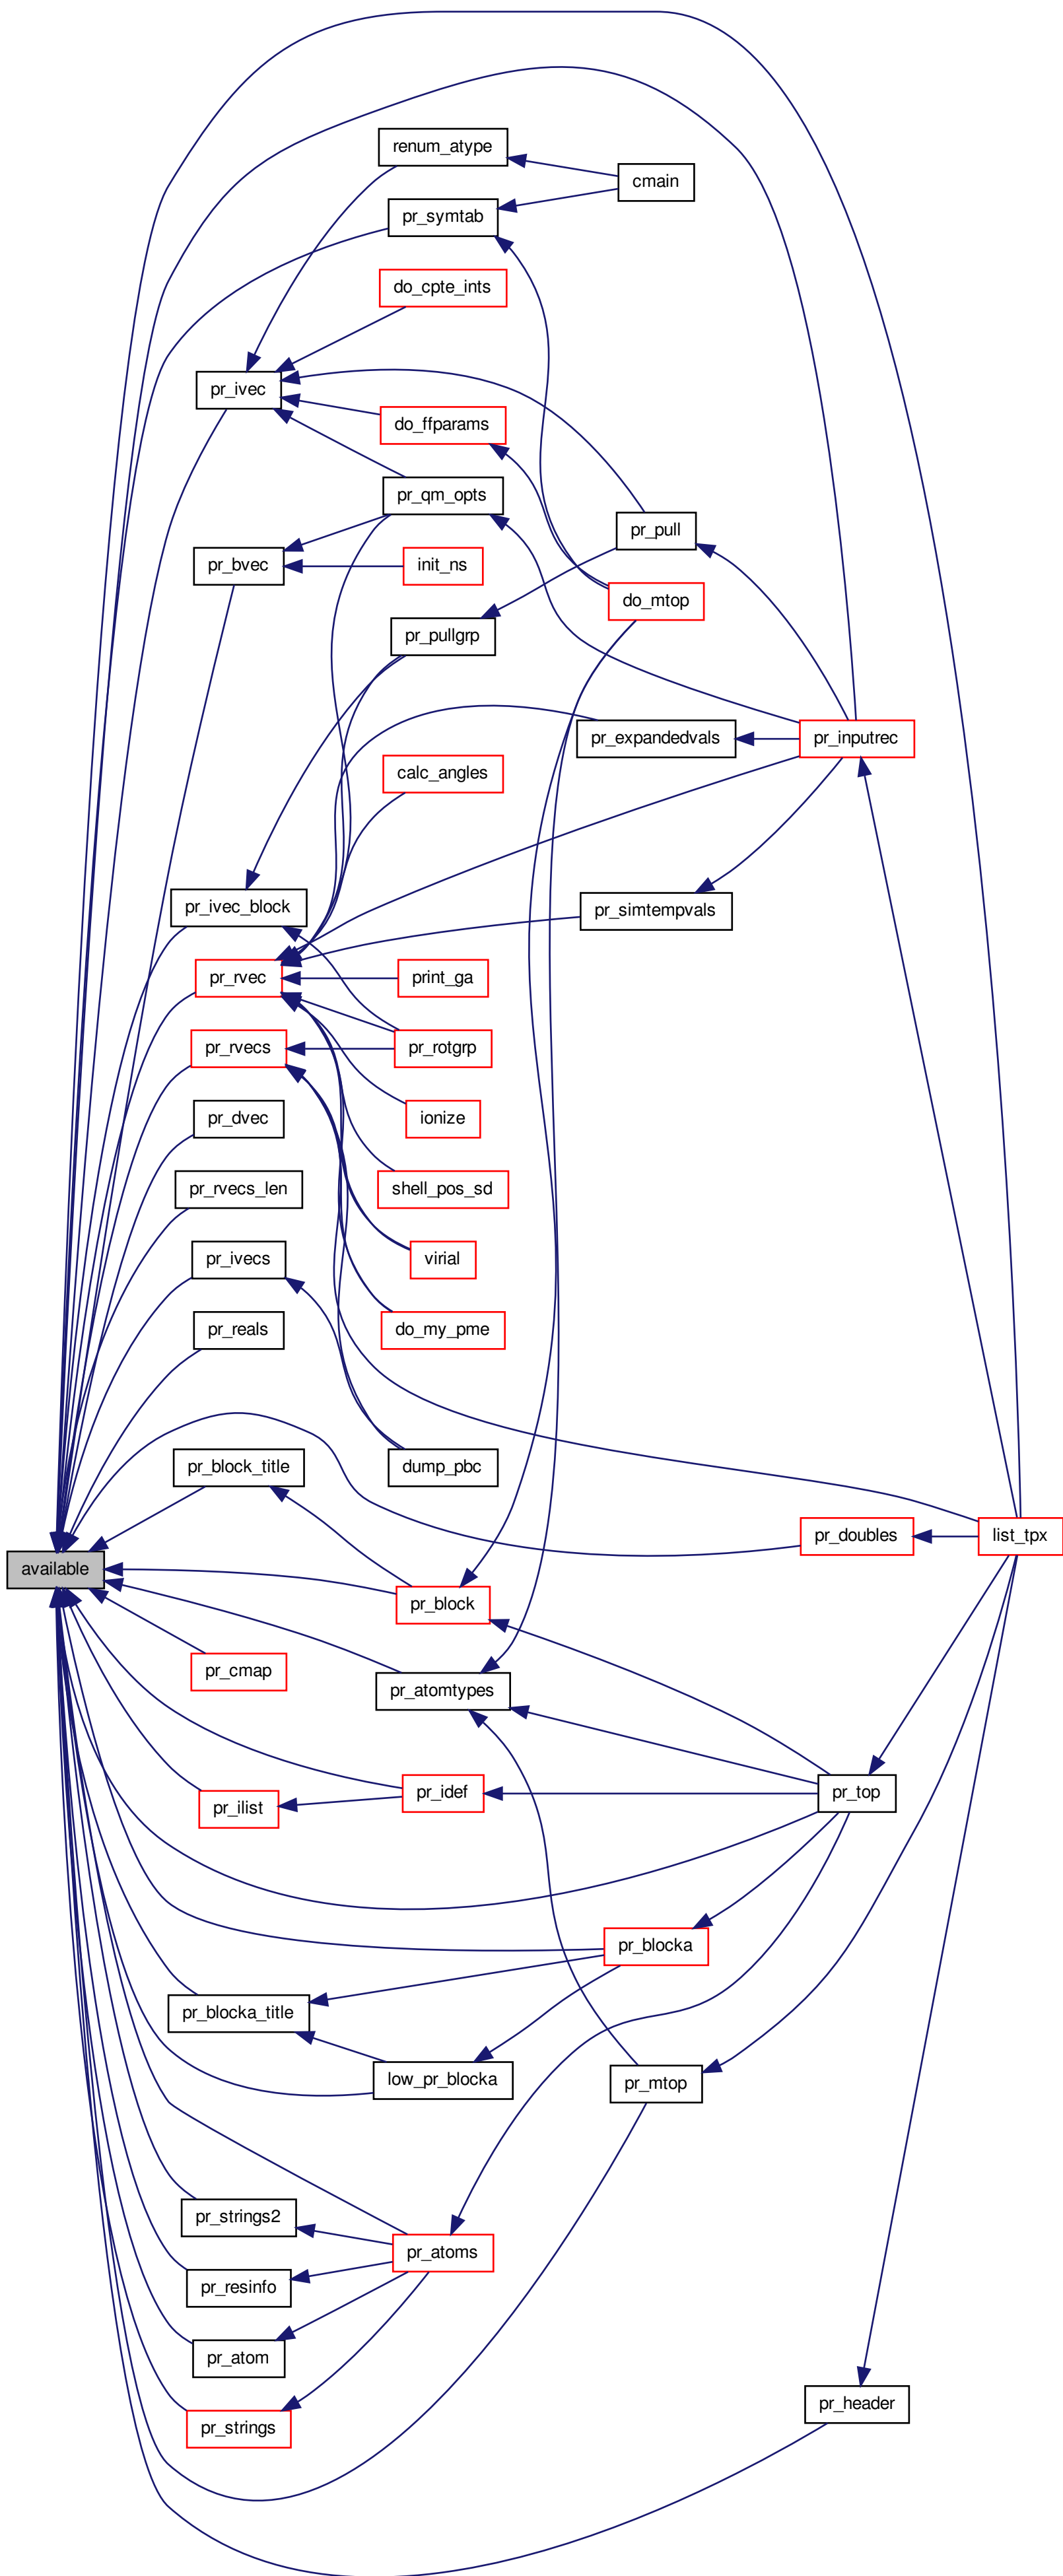 renum_atype
cmain
pr_symtab
do_cpte_ints
pr_ivec
do_ffparams
pr_qm_opts
pr_pull
pr_bvec
init_ns
do_mtop
pr_pullgrp
pr_expandedvals
pr_inputrec
calc_angles
pr_ivec_block
pr_simtempvals
pr_rvec
print_ga
pr_rvecs
pr_rotgrp
pr_dvec
ionize
pr_rvecs_len
shell_pos_sd
pr_ivecs
virial
pr_reals
do_my_pme
pr_block_title
dump_pbc
pr_doubles
list_tpx
available
pr_block
pr_cmap
pr_atomtypes
pr_ilist
pr_idef
pr_top
pr_blocka
pr_blocka_title
low_pr_blocka
pr_mtop
pr_strings2
pr_atoms
pr_resinfo
pr_atom
pr_header
pr_strings